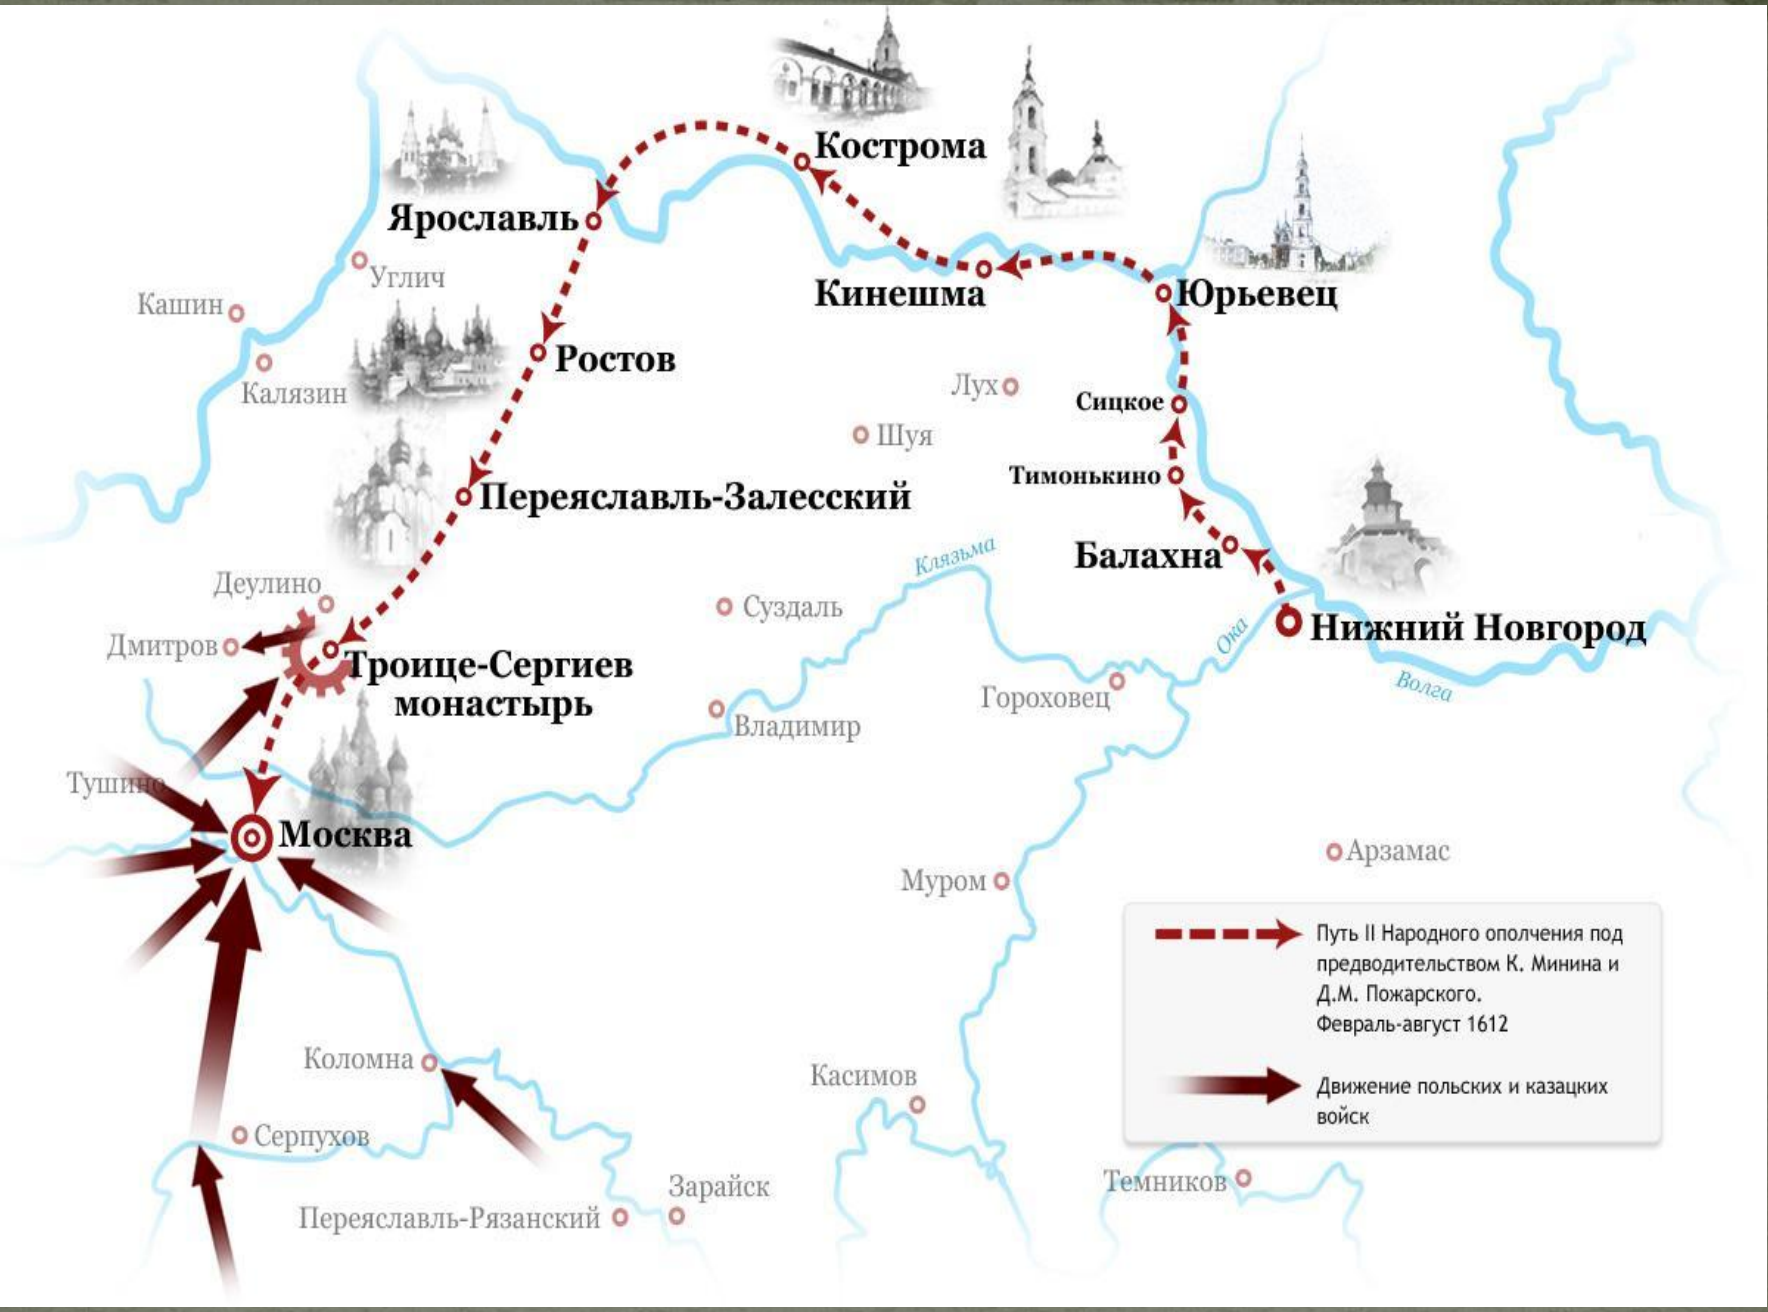 Кострома
Ярославль
Углич
Кашин
Кинешма
Юрьевец
Ростов
Калязин
Лух
Сицкое
Шуя
Тимонькино
Переяславль-Залесский
Клязьма
Балахна
Деулино
Суздаль
Нижний Новгород
Ока
Дмитров
Троице-Сергиев
монастырь
Гороховец
Волга
Владимир
Тушино
Москва
Арзамас
Муром
Путь II Народного ополчения под
предводительством К. Минина и
Д.М. Пожарского.
Февраль-август 1612
Коломна
Касимов
Движение польских и казацких
войск
Серпухов
Зарайск
Темников
Переяславль-Рязанский